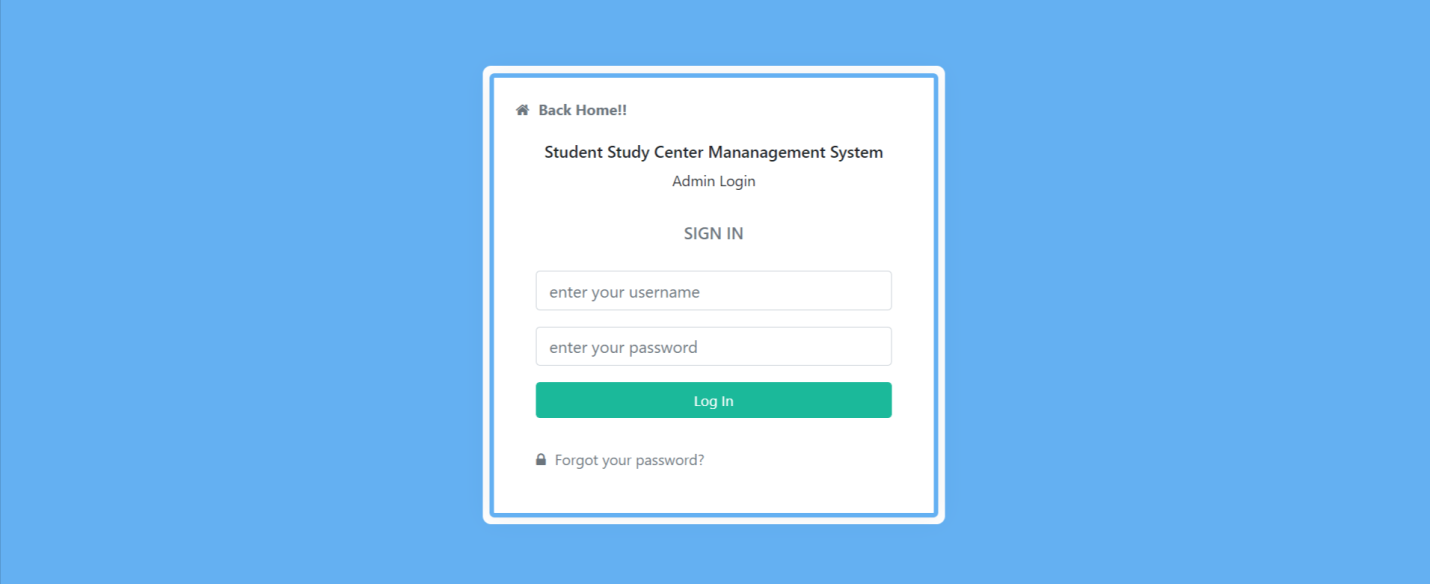 Back Home!!
Student Study Center Mananagement System
Admin Login
SIGN IN
enter your username
enter your password
Log In
Forgot your password?